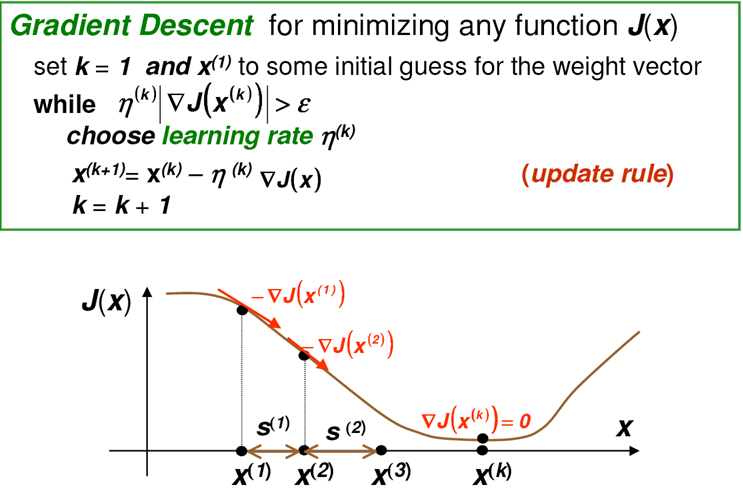 Gradient Descent for minimizing any function J(x)
set k = 1 and x⁽¹⁾ to some initial guess for the weight vector
while η⁽ᵏ⁾|∇J(x⁽ᵏ⁾)| > ε
choose learning rate η⁽ᵏ⁾
x⁽ᵏ⁺¹⁾= x⁽ᵏ⁾ – η ⁽ᵏ⁾ ∇J(x) (update rule)
k = k + 1
J(x)
– ∇J(x⁽¹⁾)
– ∇J(x⁽²⁾)
∇J(x⁽ᵏ⁾)= 0
s⁽¹⁾ s⁽²⁾ x
x⁽¹⁾ x⁽²⁾ x⁽³⁾ x⁽ᵏ⁾